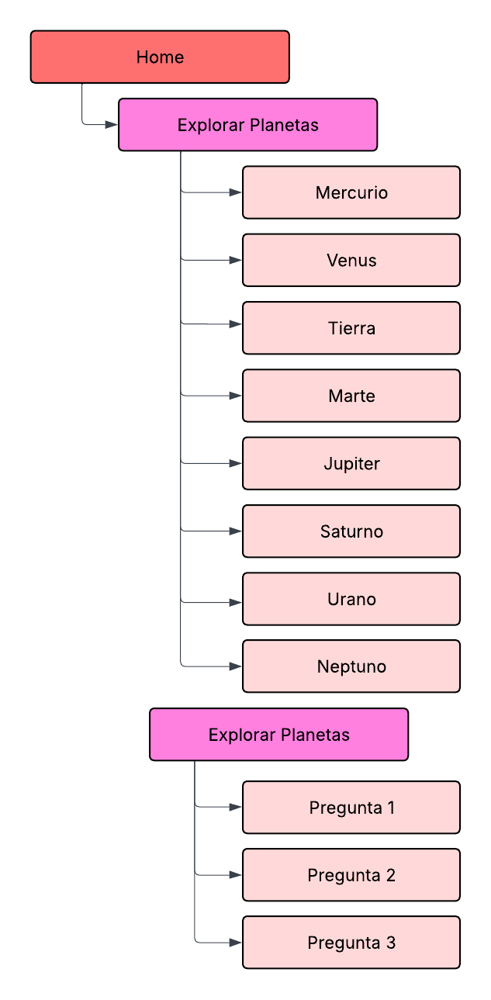 Home
Explorar Planetas
Mercurio
Venus
Tierra
Marte
Jupiter
Saturno
Urano
Neptuno
Explorar Planetas
Pregunta 1
Pregunta 2
Pregunta 3